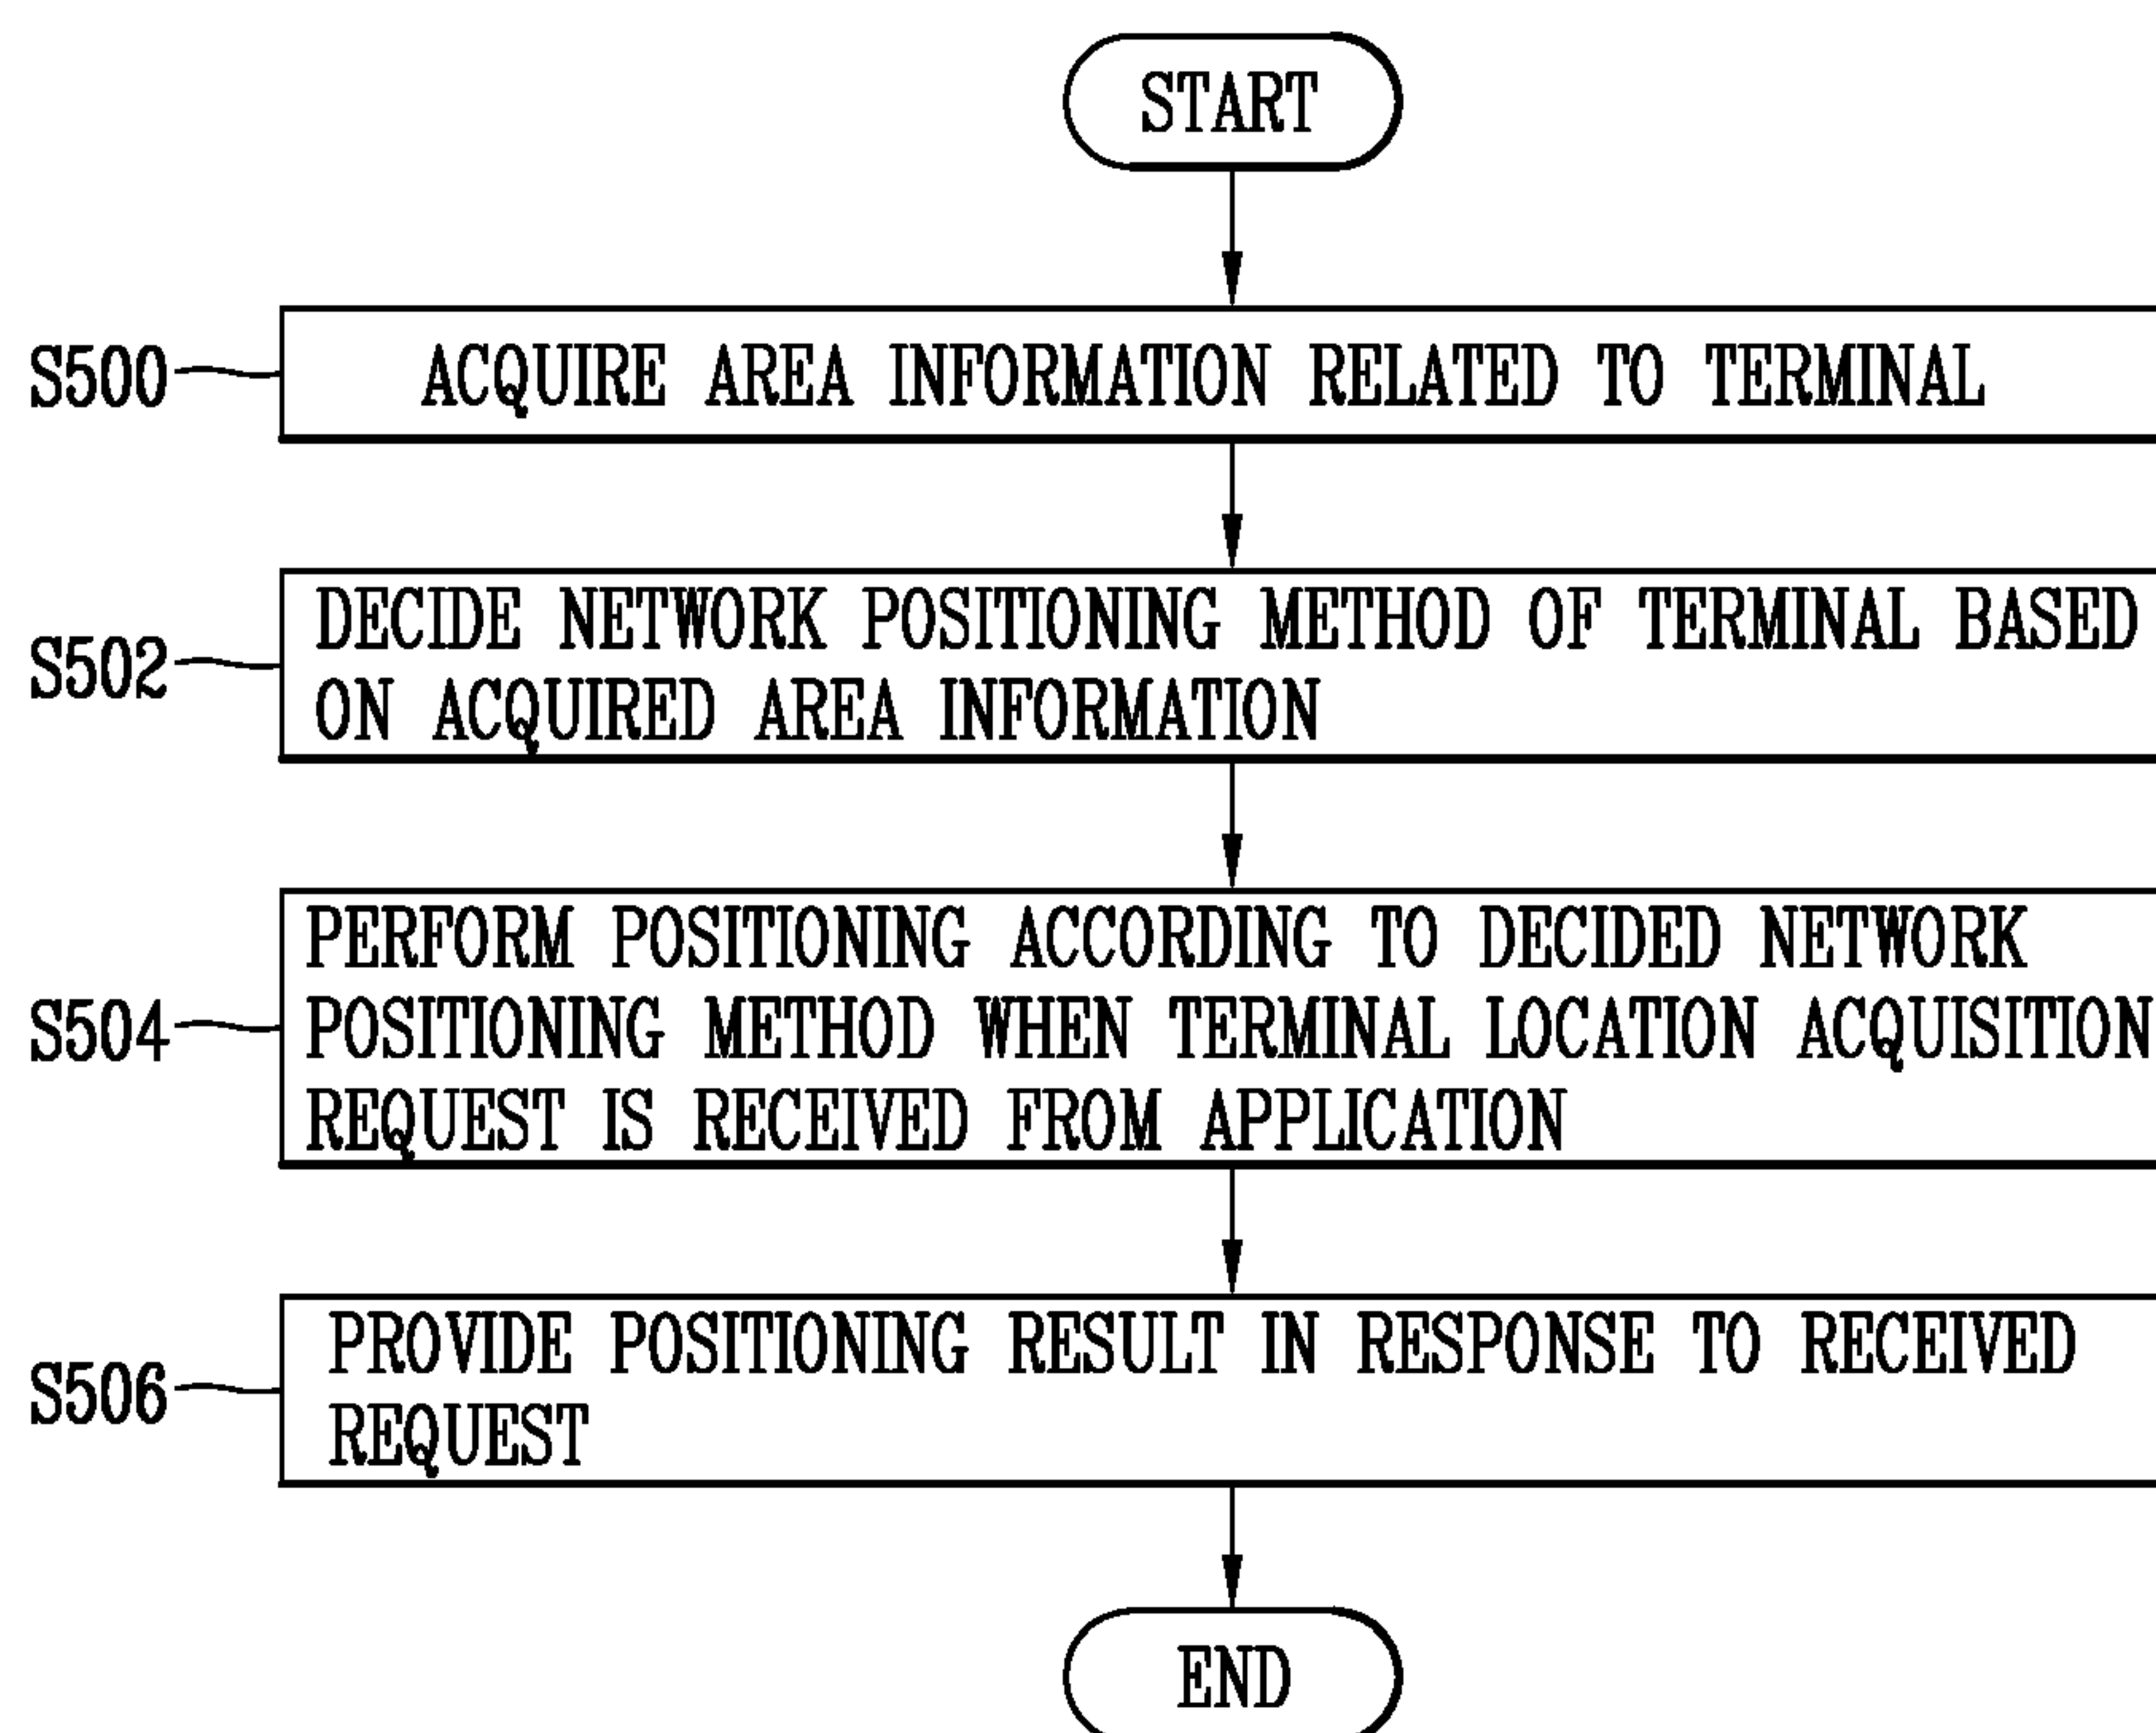 START
S500
ACQUIRE AREA INFORMATION RELATED TO TERMINAL
S502
DECIDE NETWORK POSITIONING METHOD OF TERMINAL BASED
ON ACQUIRED AREA INFORMATION
S504
PERFORM POSITIONING ACCORDING TO DECIDED NETWORK
POSITIONING METHOD WHEN TERMINAL LOCATION ACQUISITION
REQUEST IS RECEIVED FROM APPLICATION
S506
PROVIDE POSITIONING RESULT IN RESPONSE TO RECEIVED
REQUEST
END